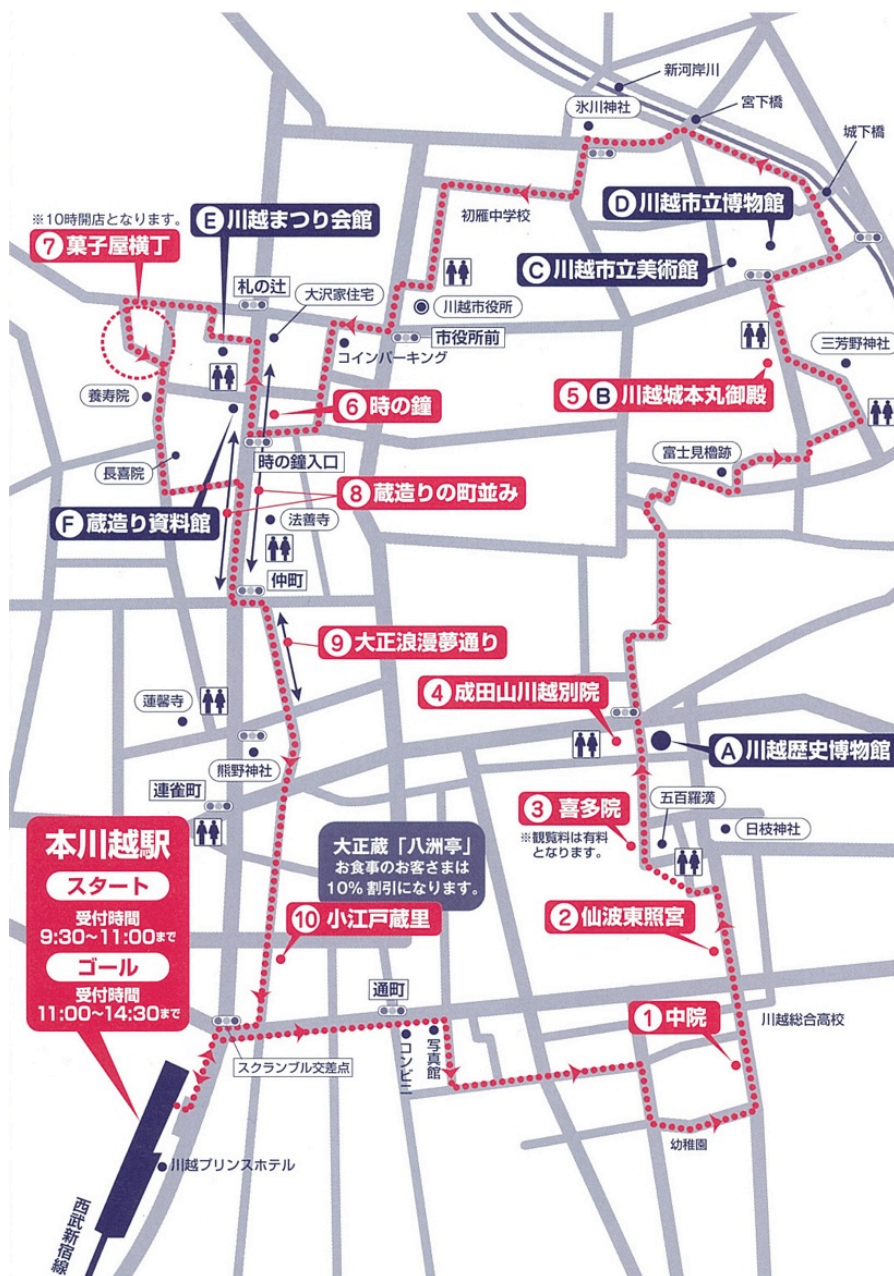 新河岸川
宮下橋
氷川神社
城下橋
※10時開店となります。
E 川越まつり会館
初雁中学校
D 川越市立博物館
7 菓子屋横丁
C 川越市立美術館
札の辻
大沢家住宅
川越市役所
市役所前
コインパーキング
三芳野神社
養寿院
6 時の鐘
5 B 川越城本丸御殿
時の鐘入口
富士見櫓跡
長喜院
8 蔵造りの町並み
F 蔵造り資料館
法善寺
仲町
9 大正浪漫夢通り
4 成田山川越別院
蓮馨寺
A 川越歴史博物館
熊野神社
連雀町
3 喜多院
※観覧料は有料
となります。
五百羅漢
日枝神社
本川越駅
スタート
受付時間
9:30~11:00まで
ゴール
受付時間
11:00~14:30まで
大正蔵「八洲亭」
お食事のお客さまは
10%割引になります。
10 小江戸蔵里
2 仙波東照宮
通町
1 中院
川越総合高校
スクランブル交差点
コンビニ
写真館
幼稚園
川越プリンスホテル
西武新宿線